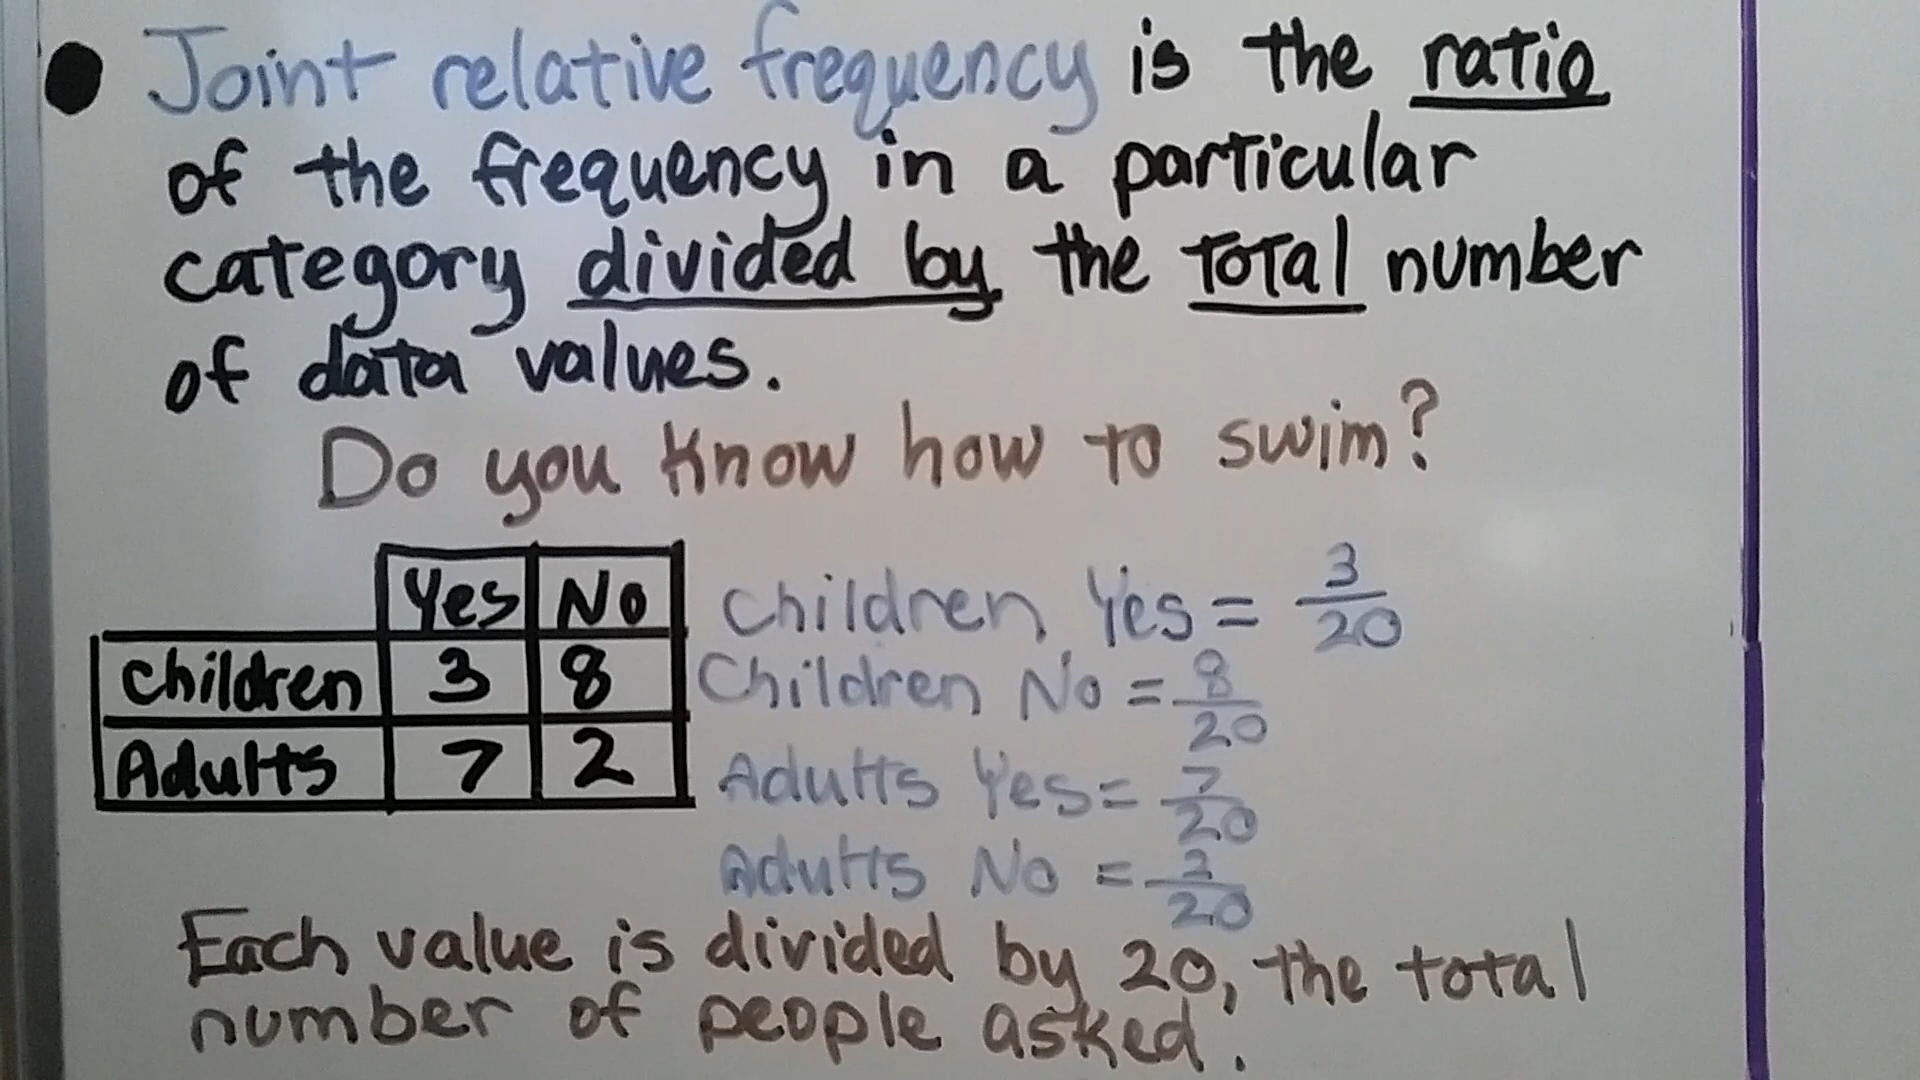 Joint relative frequency is the ratio
of the frequency in a particular
category divided by the total number
of data values.
Do you know how to swim?
Yes No
Children 3 8
Adults 7 2
Children Yes = 3/20
Children No = 8/20
Adults Yes = 7/20
Adults No = 2/20
Each value is divided by 20, the total
number of people asked.